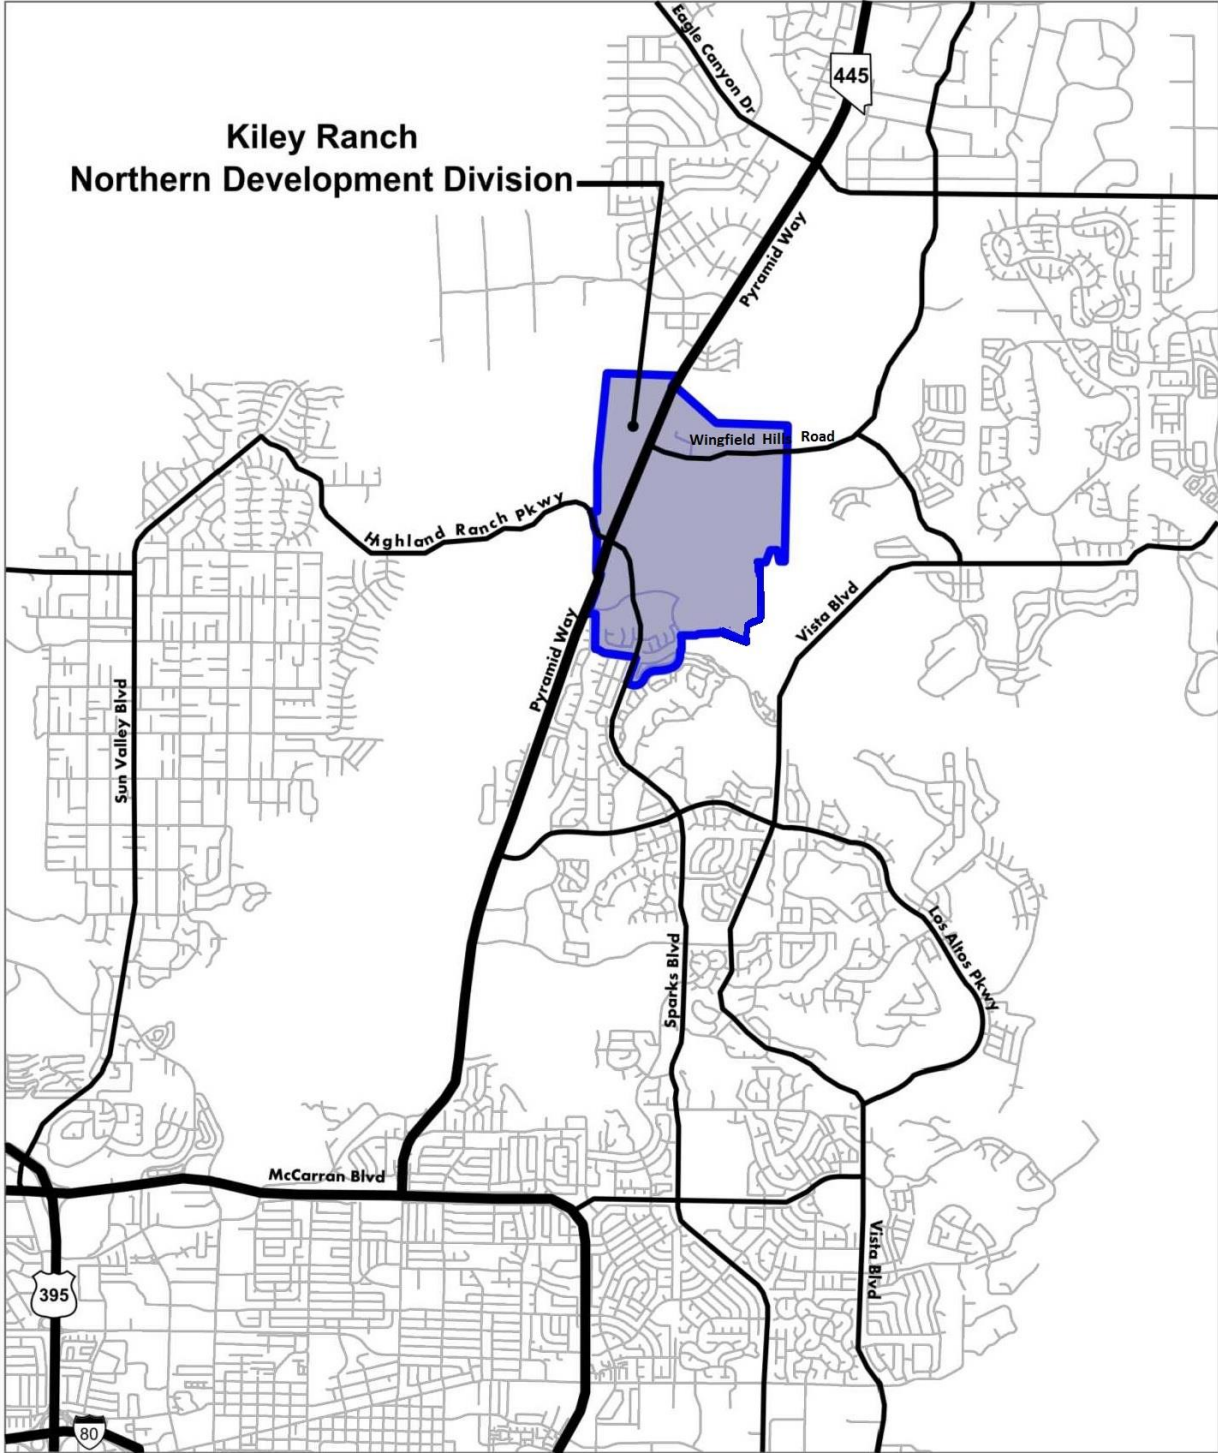 Eagle Canyon Dr
445
Kiley Ranch
Northern Development Division
Pyramid Way
Wingfield Hills Road
Highland Ranch Pkwy
Vista Blvd
Pyramid Way
Sun Valley Blvd
Los Altos Pkwy
Sparks Blvd
McCarran Blvd
Vista Blvd
395
80